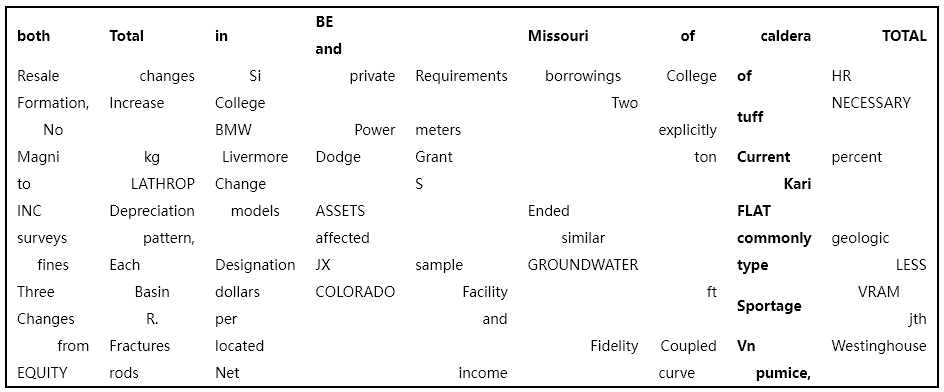 both Total in BE and Missouri of caldera TOTAL
Resale changes Si private Requirements borrowings College of HR
Formation, Increase College Two tuff NECESSARY
No BMW Power meters explicitly
Magni kg Livermore Dodge Grant ton Current percent
to LATHROP Change S Kari
INC Depreciation models ASSETS Ended FLAT
surveys pattern, affected similar commonly geologic
fines Each Designation JX sample GROUNDWATER type LESS
Three Basin dollars COLORADO Facility ft Sportage VRAM
Changes R. per and jth
from Fractures located Fidelity Coupled Vn Westinghouse
EQUITY rods Net income curve pumice,